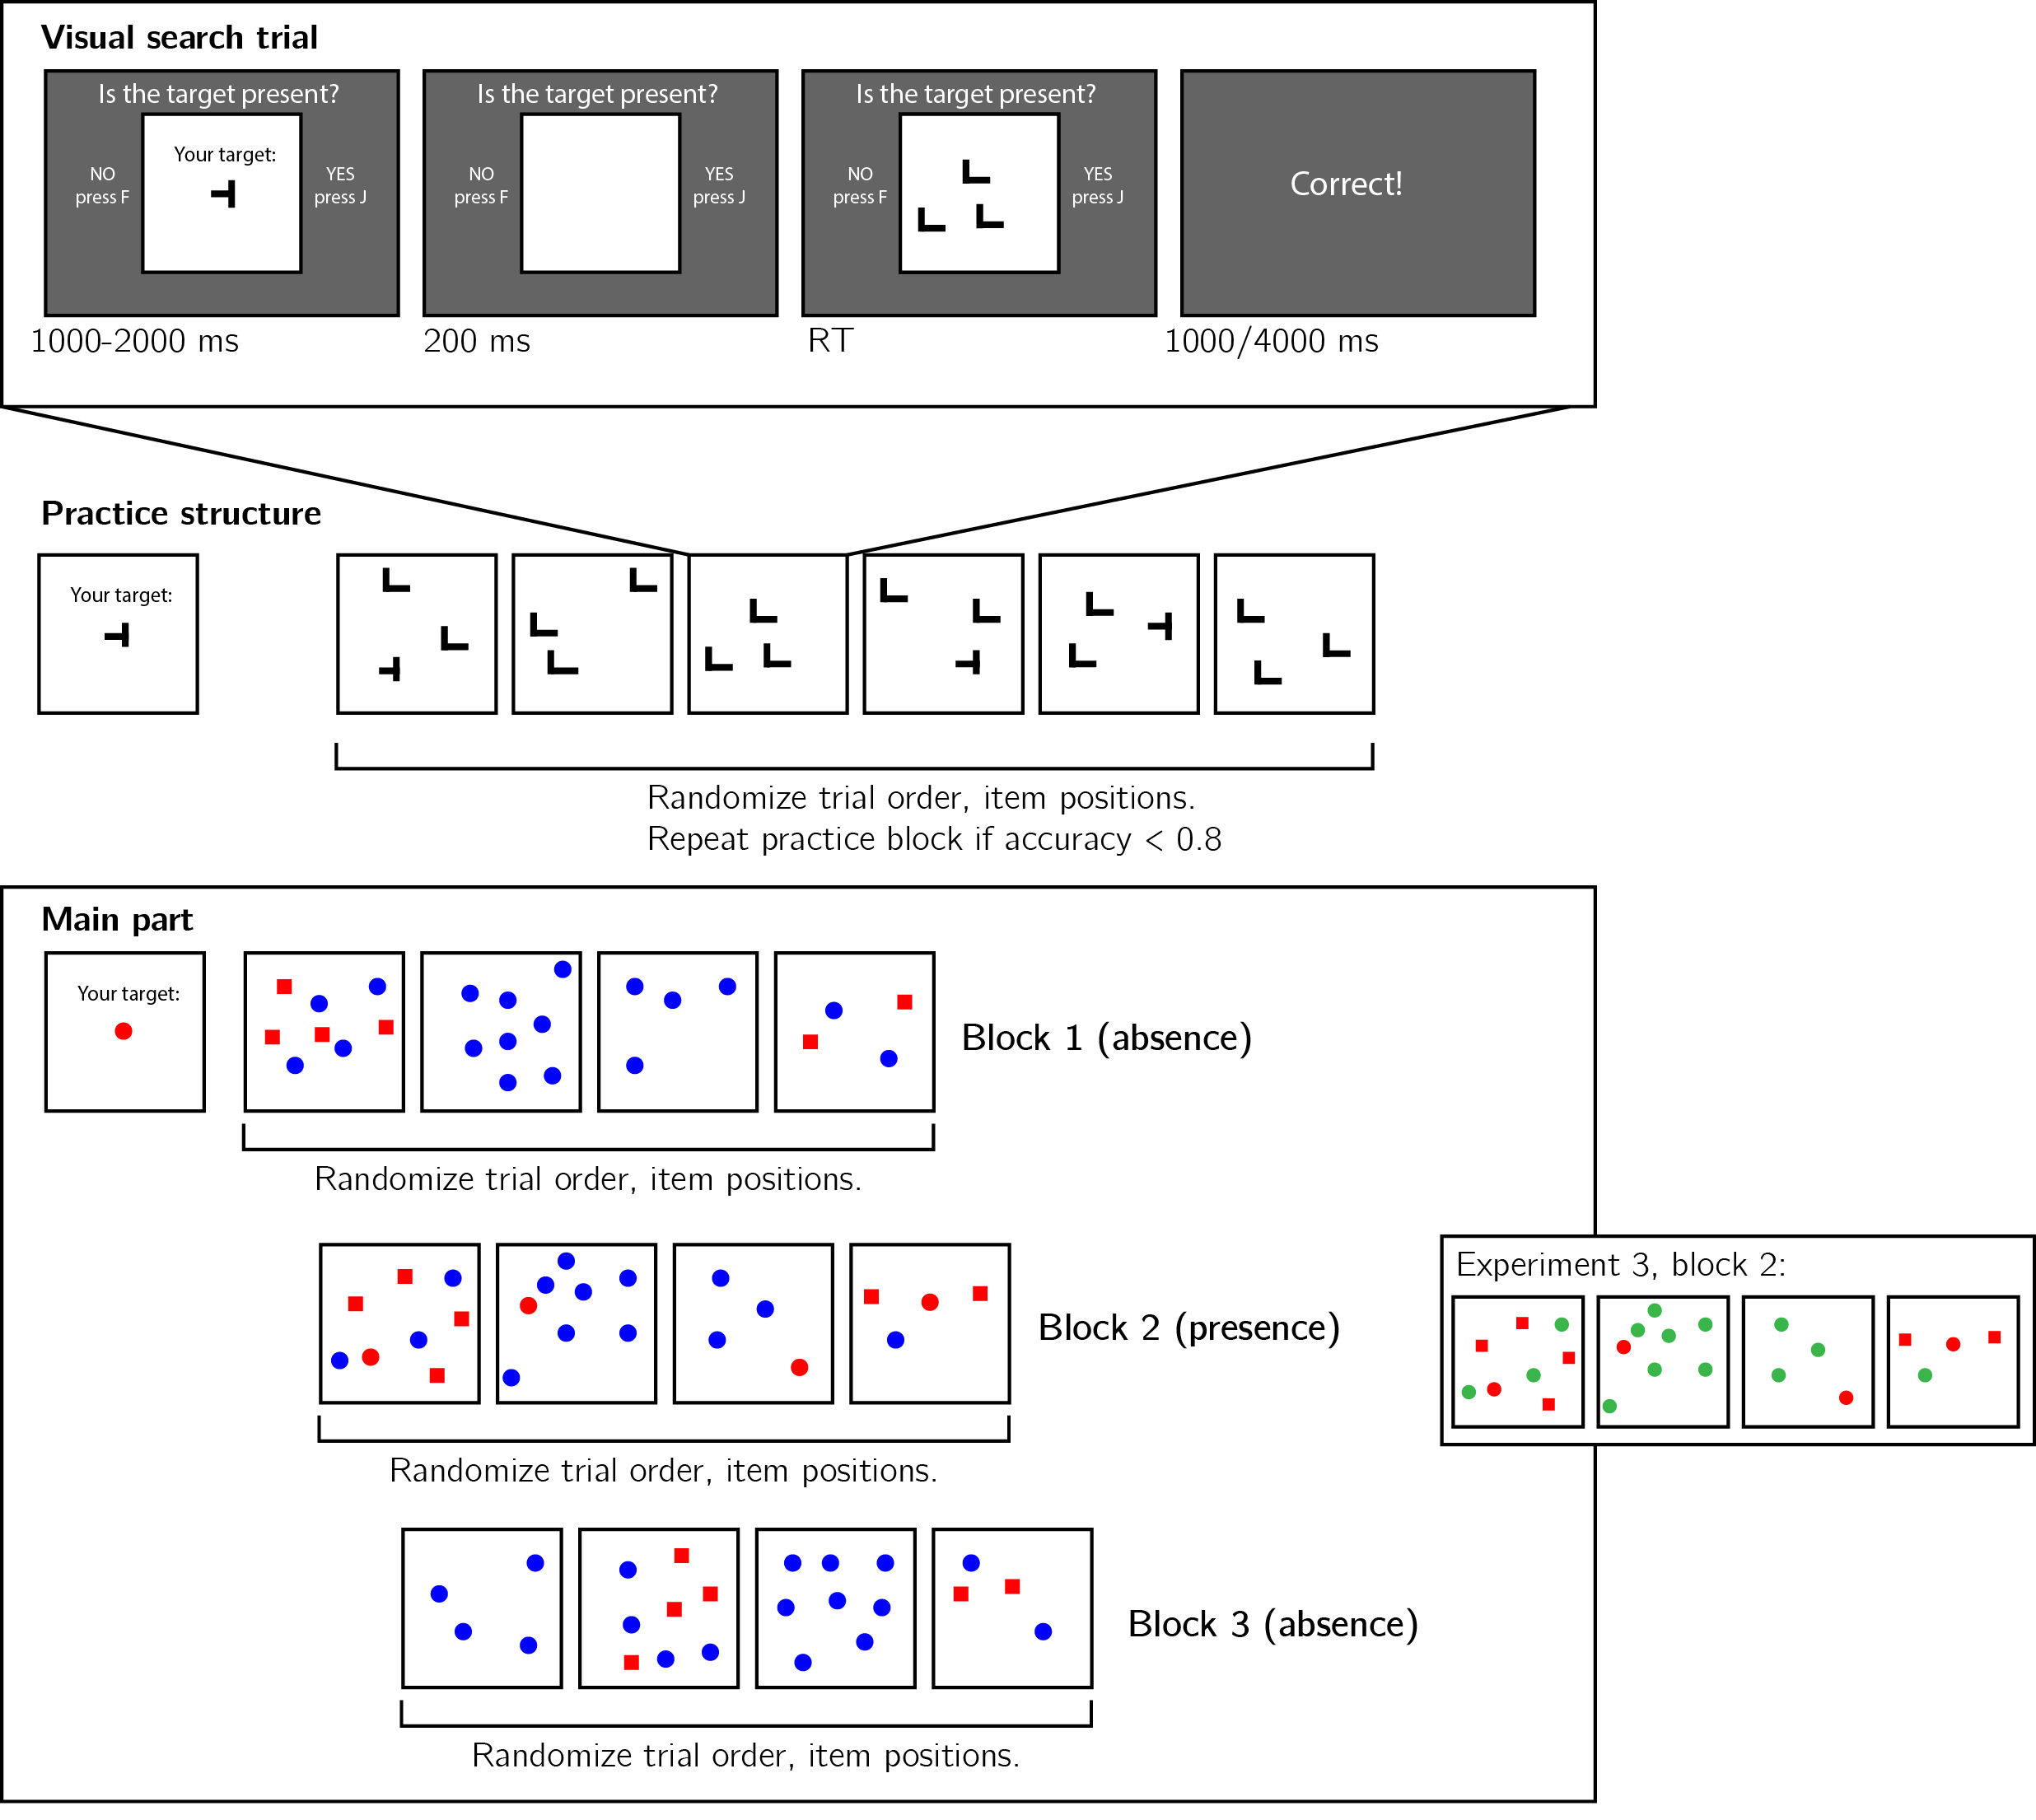 Visual search trial
Is the target present?
Your target:
NO
press F
YES
press J
Is the target present?
NO
press F
YES
press J
Is the target present?
NO
press F
YES
press J
Correct!
1000-2000 ms
200 ms
RT
1000/4000 ms
Practice structure
Your target:
Randomize trial order, item positions.
Repeat practice block if accuracy < 0.8
Main part
Your target:
Block 1 (absence)
Randomize trial order, item positions.
Block 2 (presence)
Experiment 3, block 2:
Randomize trial order, item positions.
Block 3 (absence)
Randomize trial order, item positions.